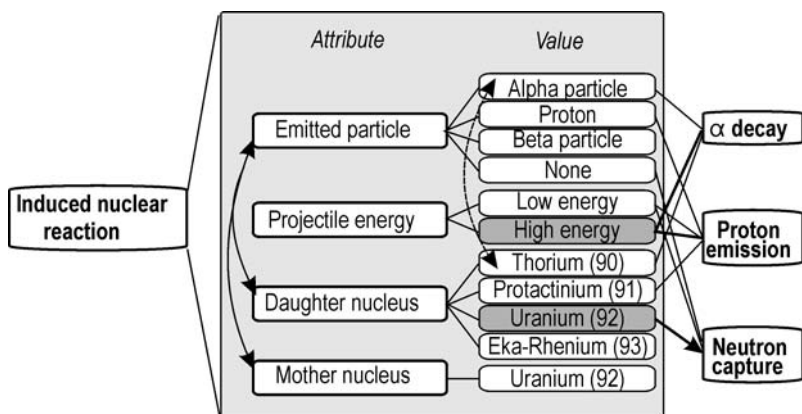 Attribute
Value
Induced nuclear
reaction
Emitted particle
Projectile energy
Daughter nucleus
Mother nucleus
Alpha particle
Proton
Beta particle
None
Low energy
High energy
Thorium (90)
Protactinium (91)
Uranium (92)
Eka-Rhenium (93)
Uranium (92)
α decay
Proton
emission
Neutron
capture